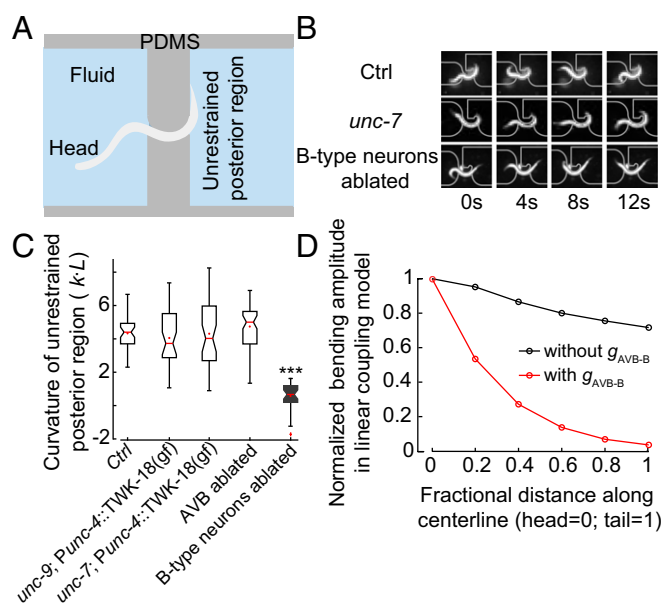 A
PDMS
Fluid
Head
Unrestrained
posterior region
B
Ctrl
unc-7
B-type neurons
ablated
0s
4s
8s
12s
C
Curvature of unrestrained
posterior region ( k·L)
6
2
-2
***
Ctrl
unc-9; Punc-4::TWK-18(gf)
unc-7; Punc-4::TWK-18(gf)
AVB ablated
B-type neurons ablated
D
Normalized bending amplitude
in linear coupling model
1
0.8
0.6
0.4
0.2
0
without gAVB-B
with gAVB-B
0
0.2
0.4
0.6
0.8
1
Fractional distance along
centerline (head=0; tail=1)